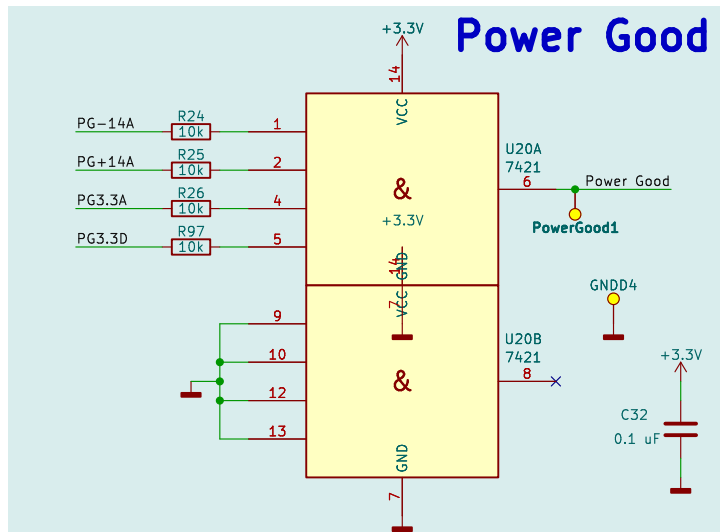 Power Good
+3.3V
14
VCC
PG-14A
R24
10k
1
PG+14A
R25
10k
2
PG3.3A
R26
10k
4
PG3.3D
R97
10k
5
&
U20A
7421
6
Power Good
PowerGood1
+3.3V
14
GND
7
VCC
GNDD4
9
10
12
13
&
U20B
7421
8
GND
7
+3.3V
C32
0.1 uF